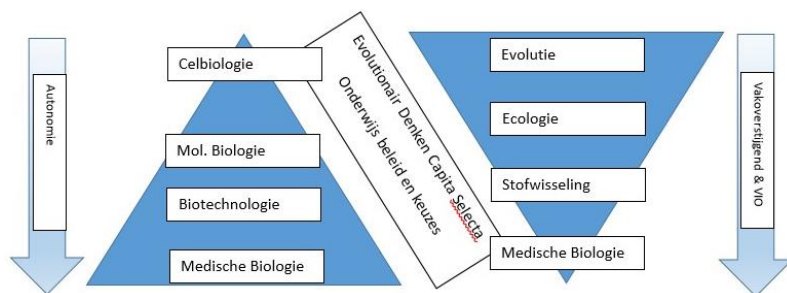 Autonomie
Celbiologie
Mol. Biologie
Biotechnologie
Medische Biologie
Evolutionair Denken Capita Selecta
Onderwijs beleid en keuzes
Evolutie
Ecologie
Stofwisseling
Medische Biologie
Vakoverstijgend & VIO